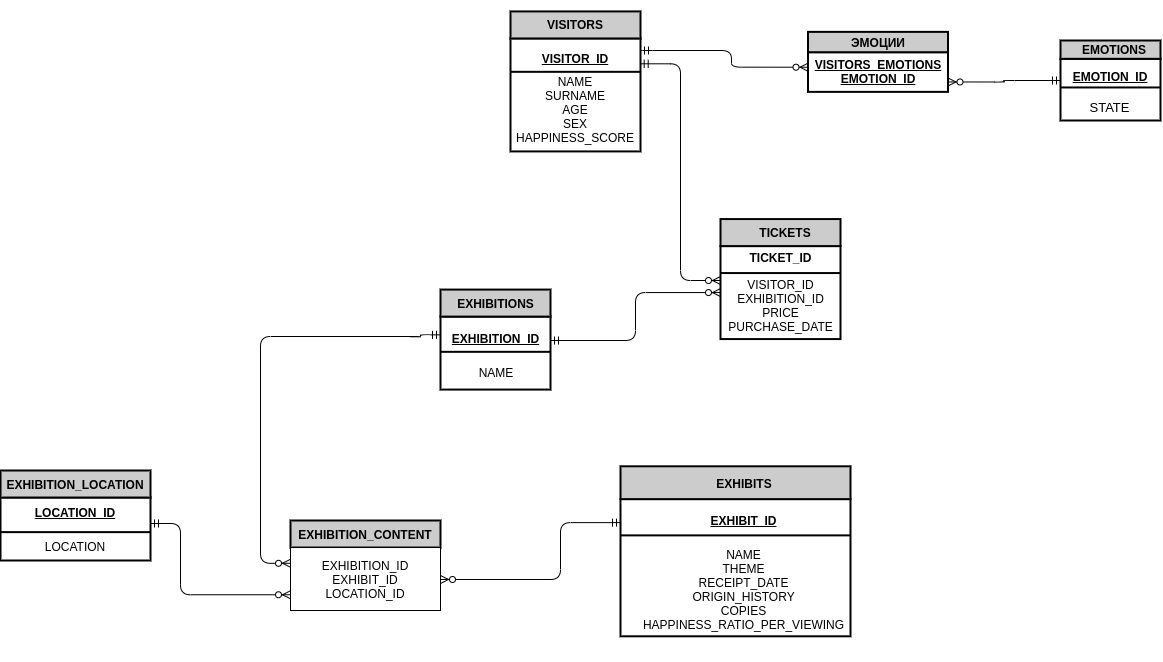 VISITORS
VISITOR_ID
NAME
SURNAME
AGE
SEX
HAPPINESS_SCORE
ЭМОЦИИ
VISITORS_EMOTIONS
EMOTION_ID
EMOTIONS
EMOTION_ID
STATE
TICKETS
TICKET_ID
VISITOR_ID
EXHIBITION_ID
PRICE
PURCHASE_DATE
EXHIBITIONS
EXHIBITION_ID
NAME
EXHIBITION_LOCATION
LOCATION_ID
LOCATION
EXHIBITION_CONTENT
EXHIBITION_ID
EXHIBIT_ID
LOCATION_ID
EXHIBITS
EXHIBIT_ID
NAME
THEME
RECEIPT_DATE
ORIGIN_HISTORY
COPIES
HAPPINESS_RATIO_PER_VIEWING